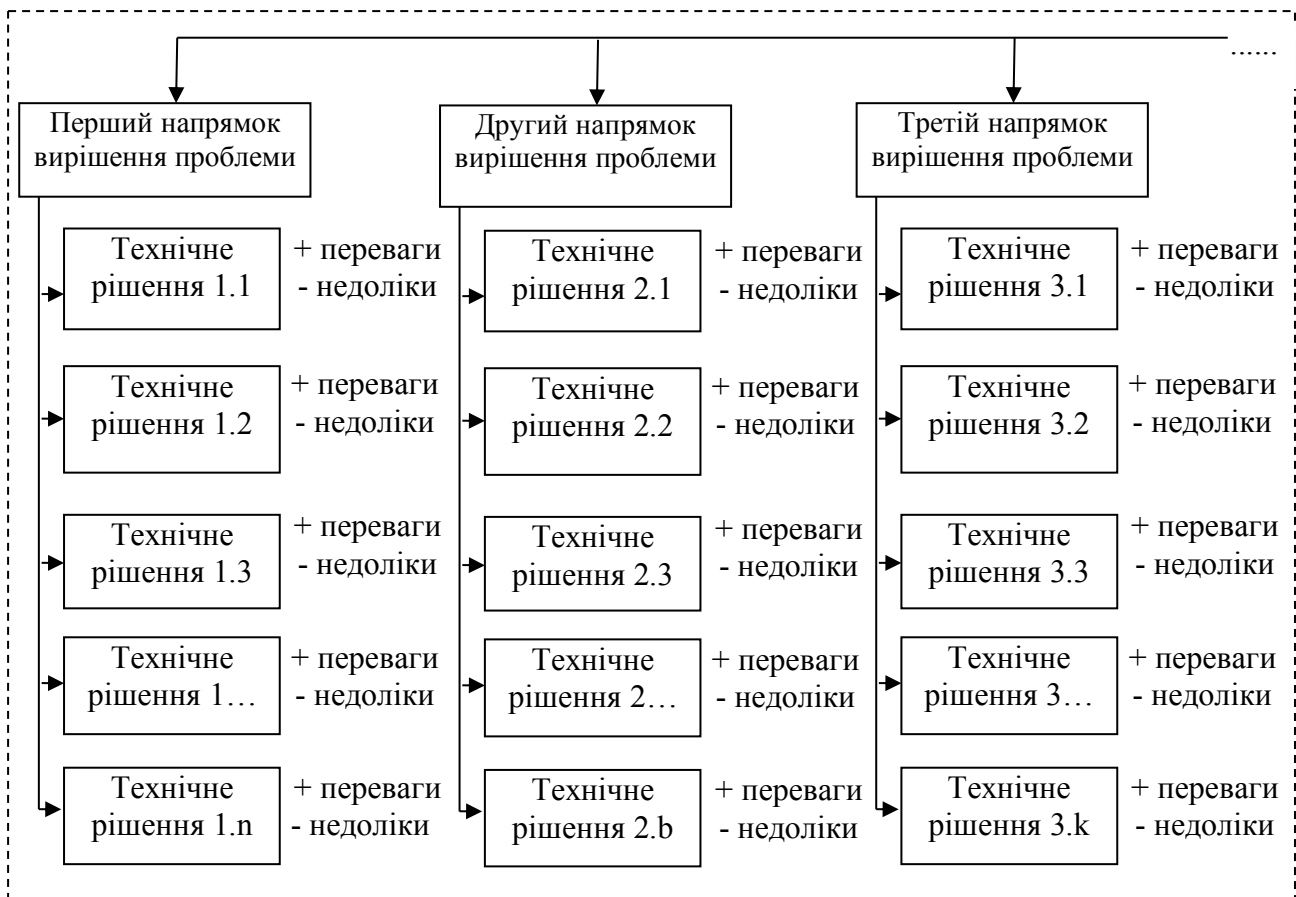 ......
Перший напрямок
вирішення проблеми
Другий напрямок
вирішення проблеми
Третій напрямок
вирішення проблеми
Технічне
рішення 1.1
+ переваги
- недоліки
Технічне
рішення 2.1
+ переваги
- недоліки
Технічне
рішення 3.1
+ переваги
- недоліки
Технічне
рішення 1.2
+ переваги
- недоліки
Технічне
рішення 2.2
+ переваги
- недоліки
Технічне
рішення 3.2
+ переваги
- недоліки
Технічне
рішення 1.3
+ переваги
- недоліки
Технічне
рішення 2.3
+ переваги
- недоліки
Технічне
рішення 3.3
+ переваги
- недоліки
Технічне
рішення 1…
+ переваги
- недоліки
Технічне
рішення 2…
+ переваги
- недоліки
Технічне
рішення 3…
+ переваги
- недоліки
Технічне
рішення 1.n
+ переваги
- недоліки
Технічне
рішення 2.b
+ переваги
- недоліки
Технічне
рішення 3.k
+ переваги
- недоліки